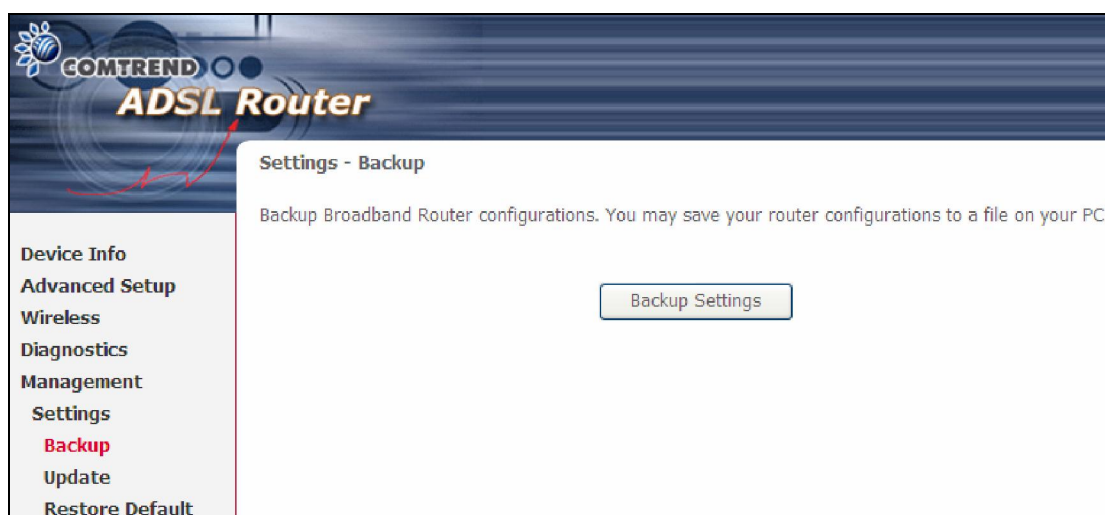 COMTREND
ADSL Router
Settings - Backup
Backup Broadband Router configurations. You may save your router configurations to a file on your PC
Backup Settings
Device Info
Advanced Setup
Wireless
Diagnostics
Management
Settings
Backup
Update
Restore Default